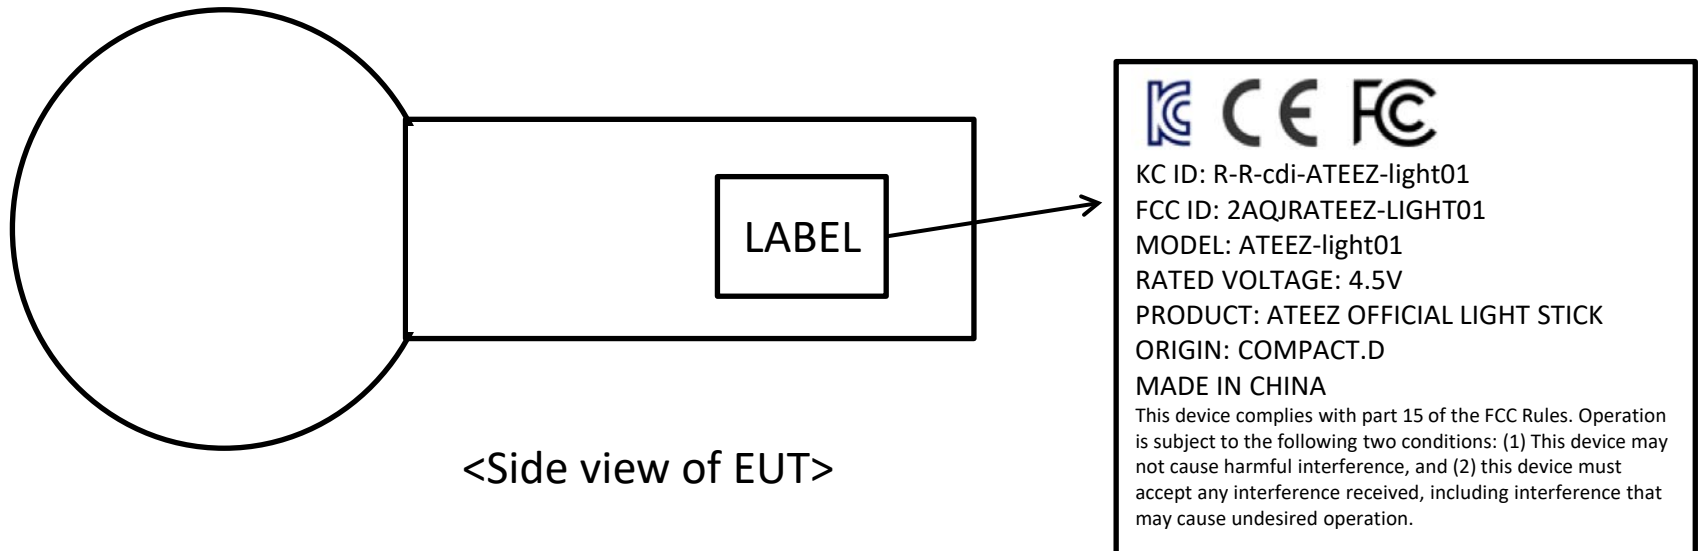 LABEL
<Side view of EUT>
KC CE FC
KC ID: R-R-cdi-ATEEZ-light01
FCC ID: 2AQJRATEEZ-LIGHT01
MODEL: ATEEZ-light01
RATED VOLTAGE: 4.5V
PRODUCT: ATEEZ OFFICIAL LIGHT STICK
ORIGIN: COMPACT.D
MADE IN CHINA
This device complies with part 15 of the FCC Rules. Operation
is subject to the following two conditions: (1) This device may
not cause harmful interference, and (2) this device must
accept any interference received, including interference that
may cause undesired operation.